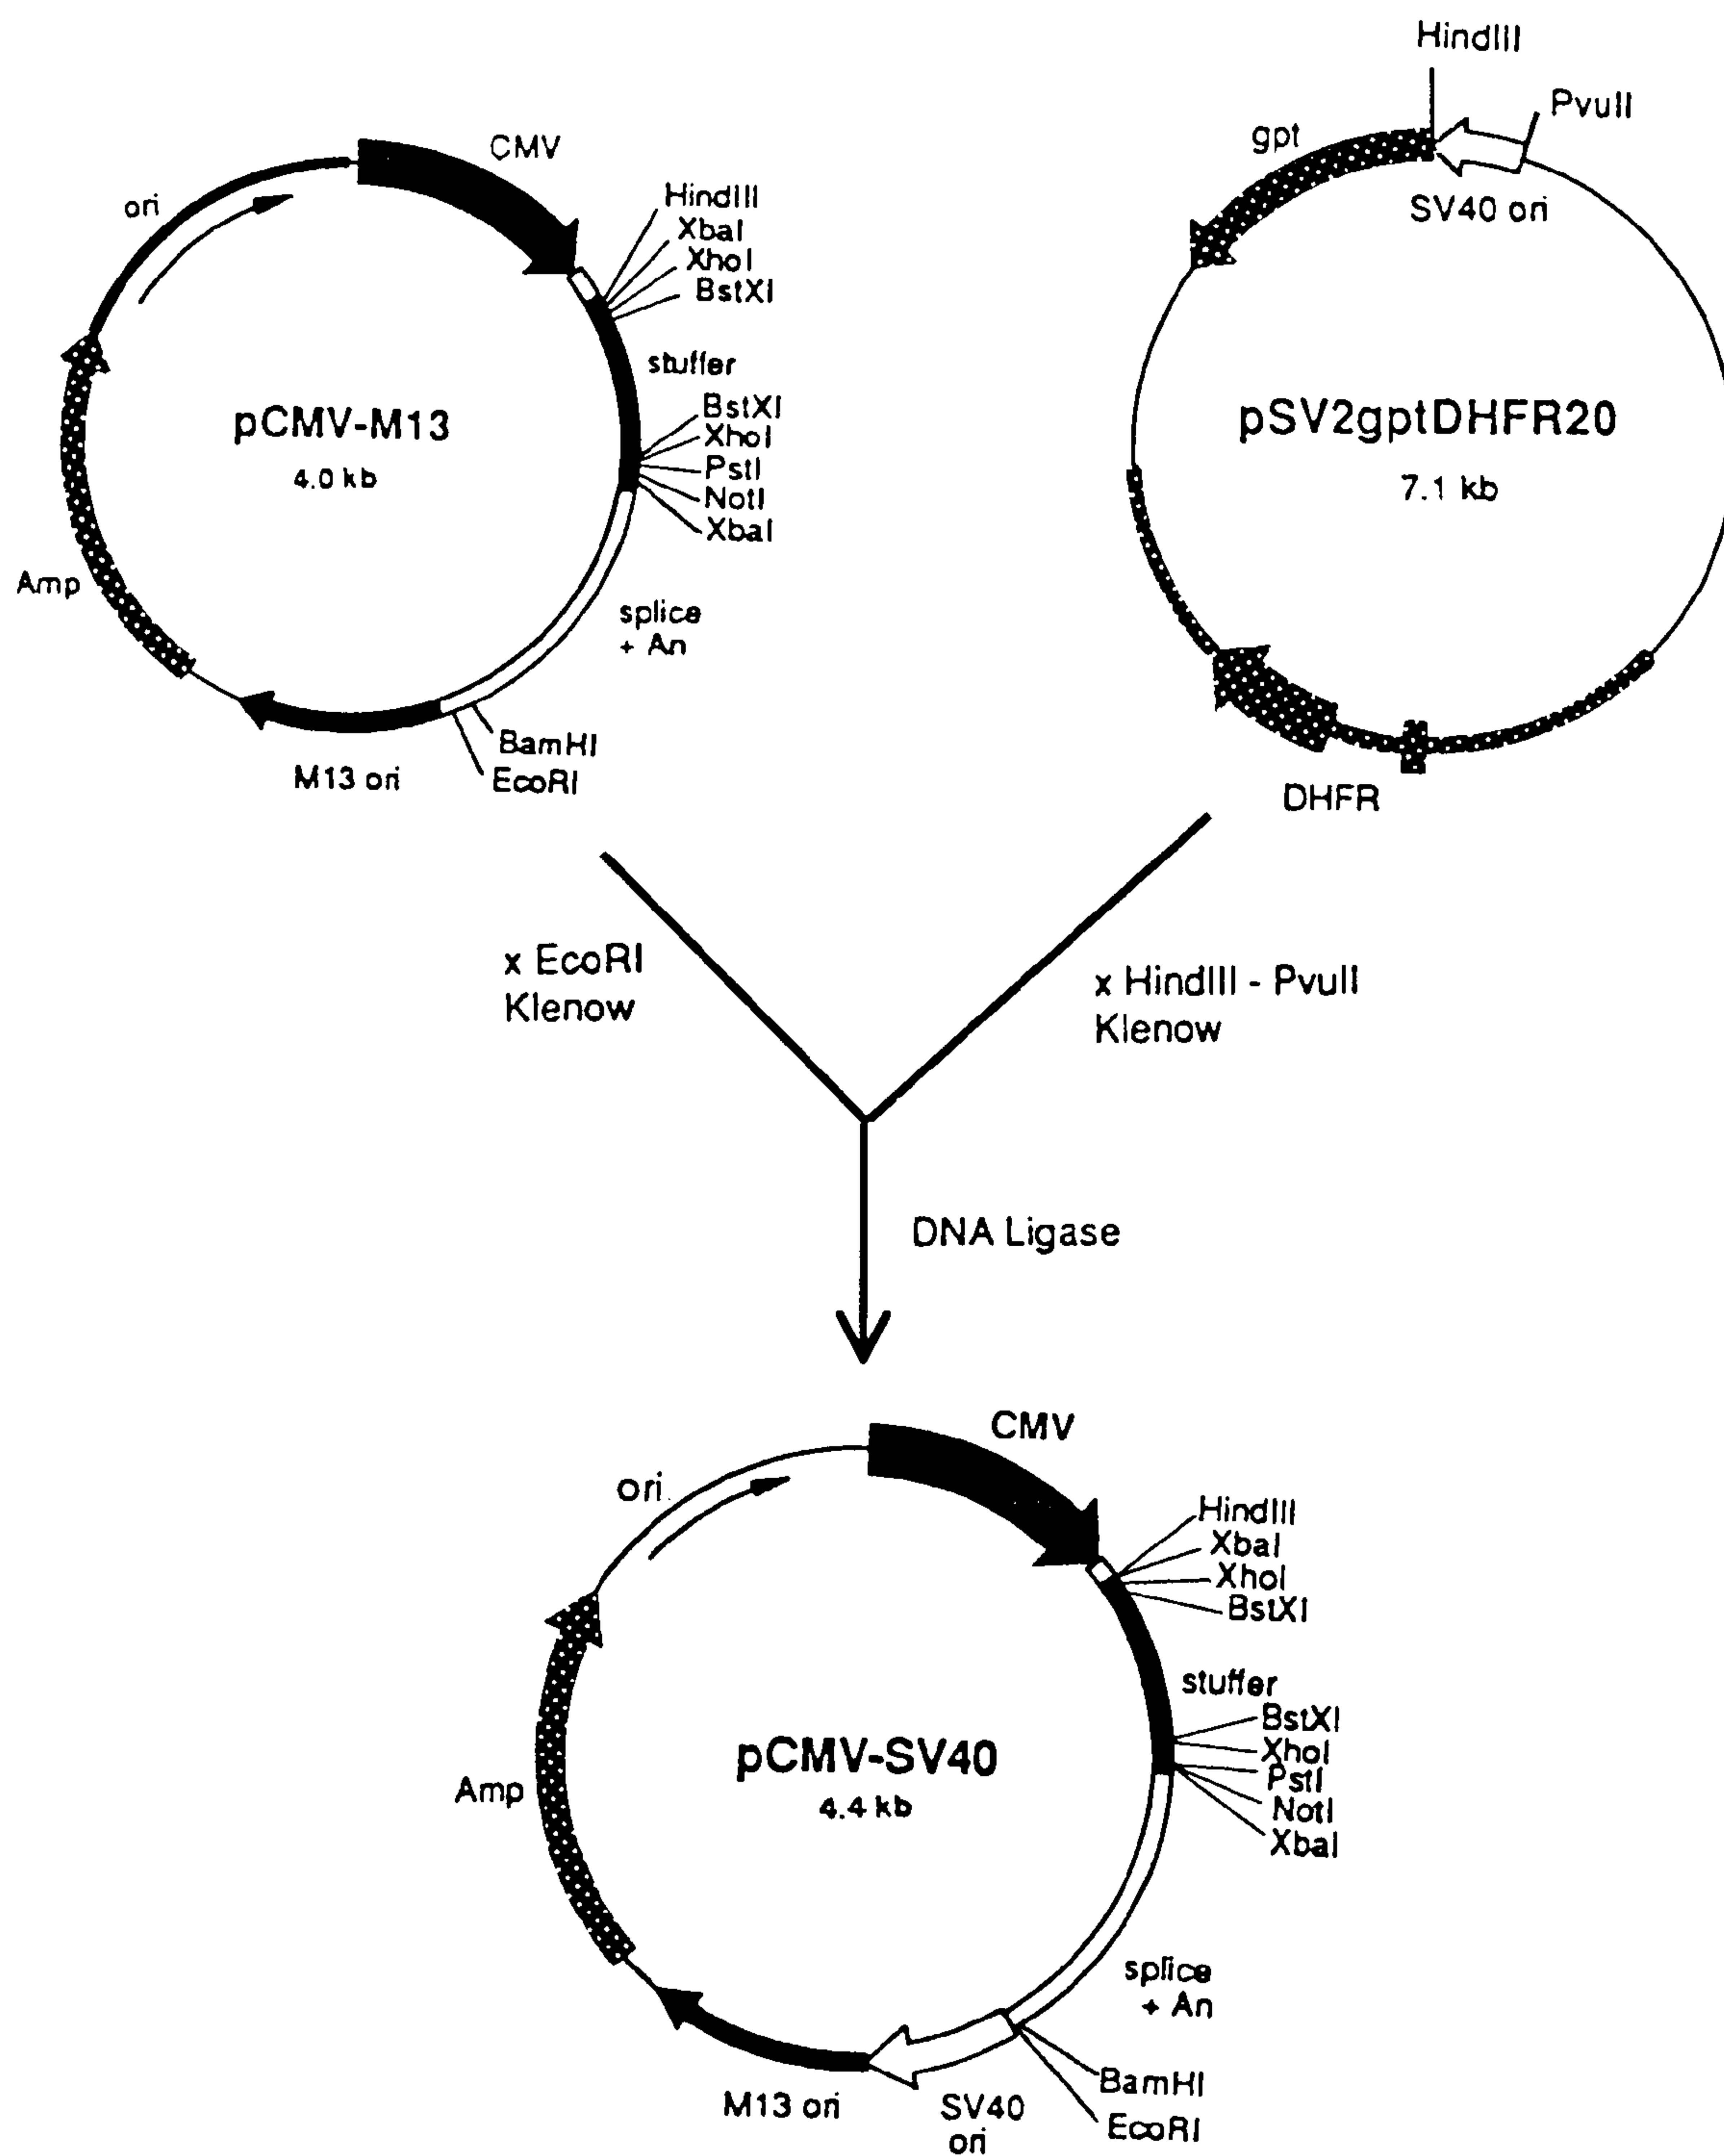 CMV
ori
HindIII
XbaI
XhoI
BstXI
stuffer
BstXI
XhoI
PstI
NotI
XbaI
pCMV-M13
4.0 kb
Amp
splice
+ An
BamHI
EcoRI
M13 ori
HindIII
PvuII
gpt
SV40 ori
pSV2gptDHFR20
7.1 kb
DHFR
x EcoRI
Klenow
x HindIII - PvuII
Klenow
DNA Ligase
CMV
ori
HindIII
XbaI
XhoI
BstXI
stuffer
BstXI
XhoI
PstI
NotI
XbaI
pCMV-SV40
4.4 kb
Amp
splice
+ An
BamHI
EcoRI
M13 ori
SV40
ori